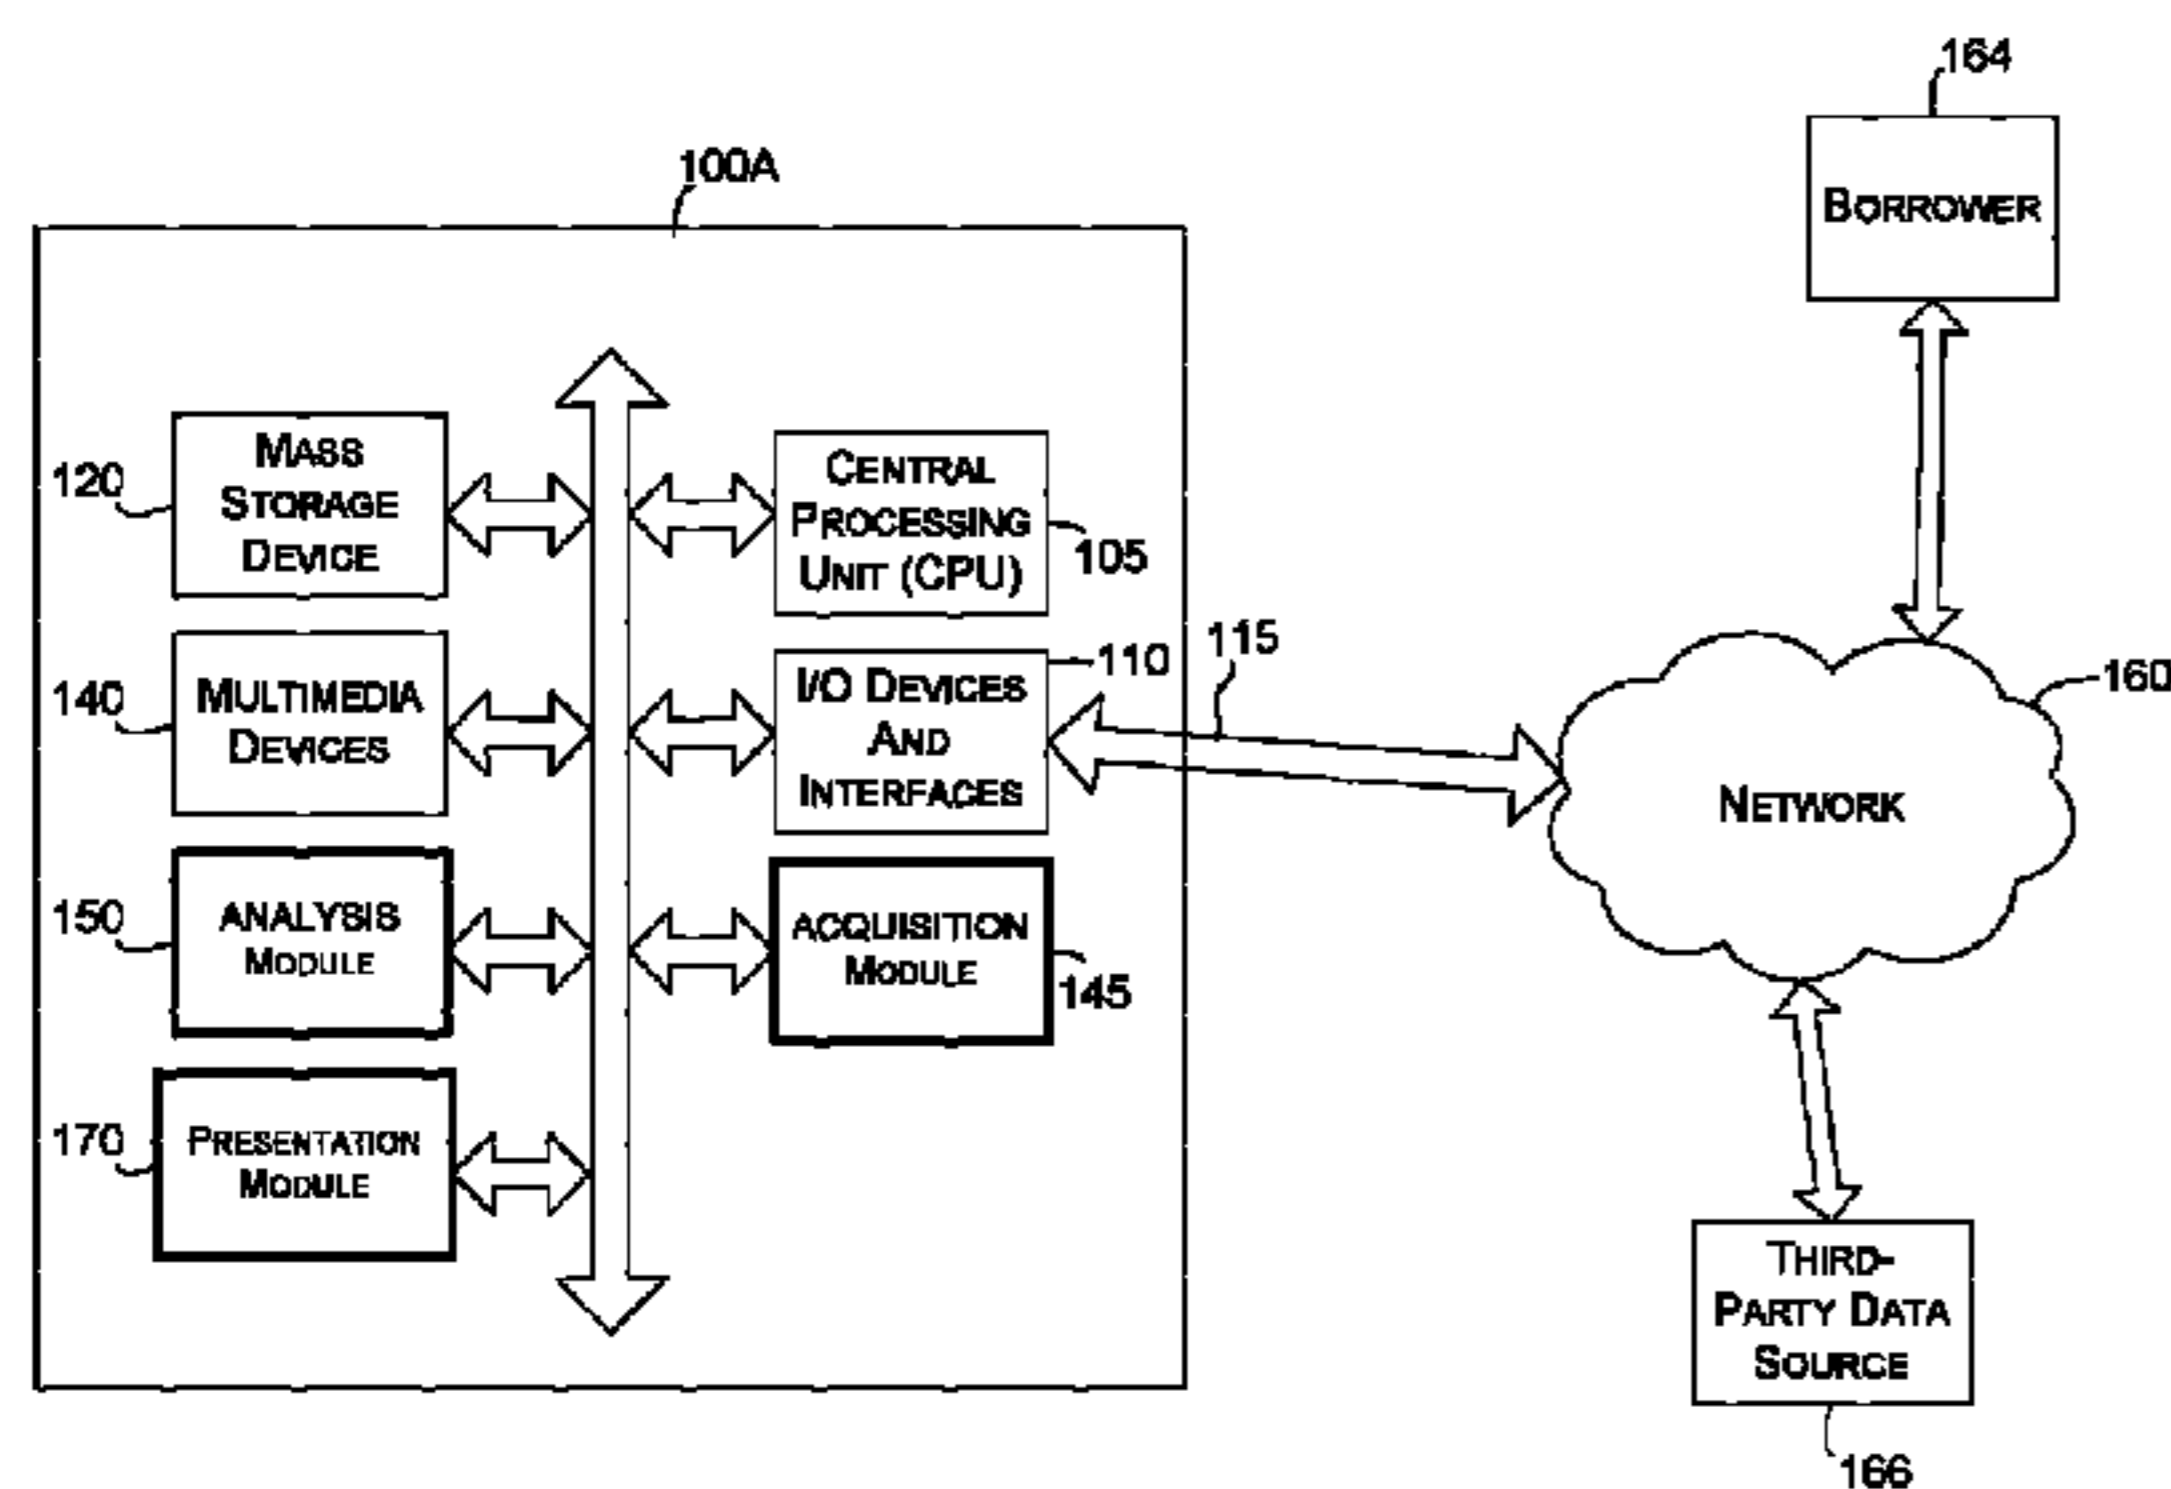 164
BORROWER
100A
120
MASS
STORAGE
DEVICE
CENTRAL
PROCESSING
UNIT (CPU)
105
140
MULTIMEDIA
DEVICES
110
I/O DEVICES
AND
INTERFACES
115
160
NETWORK
150
ANALYSIS
MODULE
ACQUISITION
MODULE
145
170
PRESENTATION
MODULE
THIRD-
PARTY DATA
SOURCE
166